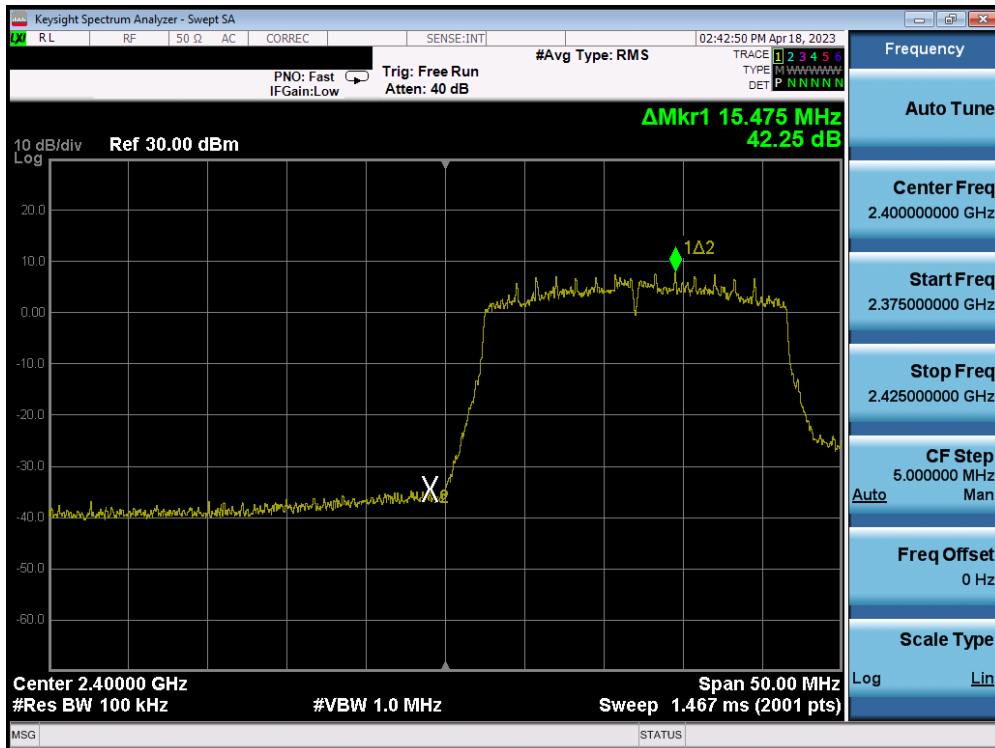 Keysight Spectrum Analyzer - Swept SA
LXI RL RF 50 Ω AC CORREC SENSE:INT 02:42:50 PM Apr 18, 2023
PNO: Fast
IFGain:Low
Trig: Free Run
Atten: 40 dB
#Avg Type: RMS
TRACE 1 2 3 4 5 6
TYPE M WWWWW
DET P N N N N N
ΔMkr1 15.475 MHz
42.25 dB
10 dB/div Ref 30.00 dBm
Log
20.0
10.0
0.00
-10.0
-20.0
-30.0
-40.0
-50.0
-60.0
1Δ2
X
Center 2.40000 GHz Span 50.00 MHz
#Res BW 100 kHz #VBW 1.0 MHz Sweep 1.467 ms (2001 pts)
MSG STATUS
Frequency
Auto Tune
Center Freq
2.400000000 GHz
Start Freq
2.375000000 GHz
Stop Freq
2.425000000 GHz
CF Step
5.000000 MHz
Auto Man
Freq Offset
0 Hz
Scale Type
Log Lin